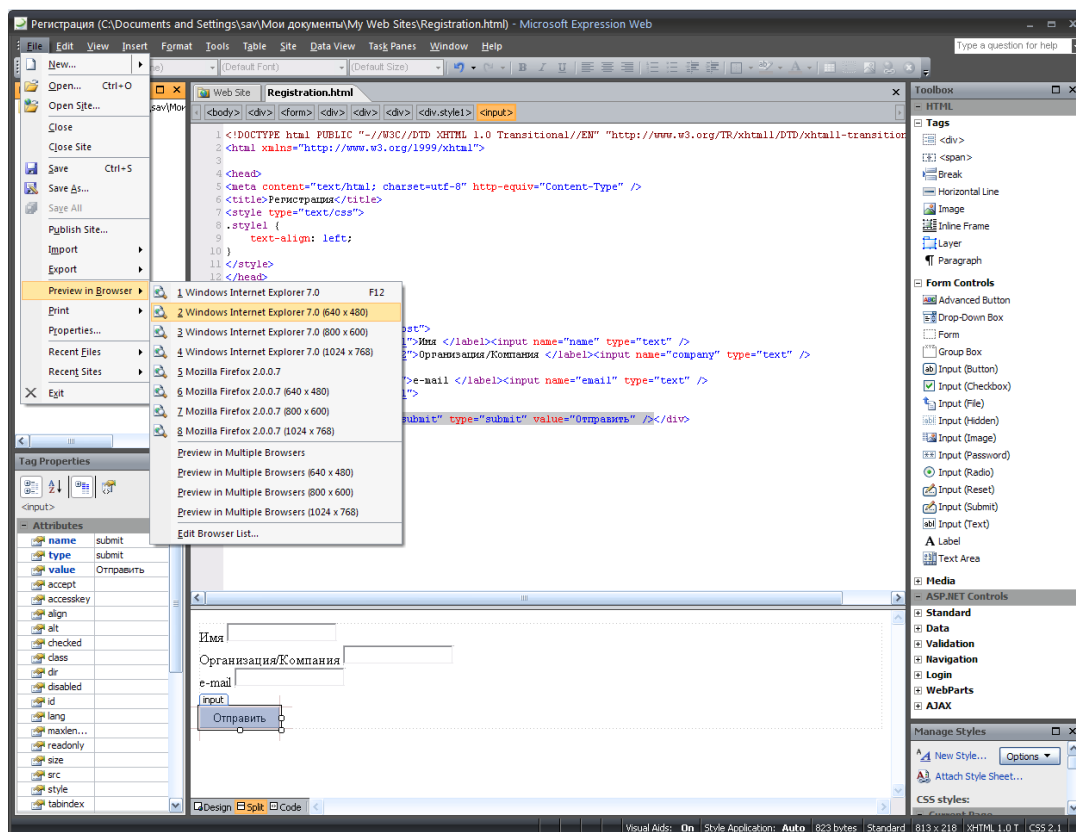 Регистрация (C:\Documents and Settings\sav\Мои документы\My Web Sites\Registration.html) - Microsoft Expression Web
File Edit View Insert Format Tools Table Site Data View Task Panes Window Help
Type a question for help
(Default Font) (Default Size)
New...
Open... Ctrl+O
Open Site...
Close
Close Site
Save Ctrl+S
Save As...
Save All
Publish Site...
Import
Export
Preview in Browser
Print
Properties...
Recent Files
Recent Sites
Exit
1 Windows Internet Explorer 7.0 F12
2 Windows Internet Explorer 7.0 (640 x 480)
3 Windows Internet Explorer 7.0 (800 x 600)
4 Windows Internet Explorer 7.0 (1024 x 768)
5 Mozilla Firefox 2.0.0.7
6 Mozilla Firefox 2.0.0.7 (640 x 480)
7 Mozilla Firefox 2.0.0.7 (800 x 600)
8 Mozilla Firefox 2.0.0.7 (1024 x 768)
Preview in Multiple Browsers
Preview in Multiple Browsers (640 x 480)
Preview in Multiple Browsers (800 x 600)
Preview in Multiple Browsers (1024 x 768)
Edit Browser List...
Web Site Registration.html
<body> <div> <form> <div> <div> <div> <div.style1> <input>
1 <!DOCTYPE html PUBLIC "-//W3C//DTD XHTML 1.0 Transitional//EN" "http://www.w3.org/TR/xhtml1/DTD/xhtml1-transition
2 <html xmlns="http://www.w3.org/1999/xhtml">
3
4 <head>
5 <meta content="text/html; charset=utf-8" http-equiv="Content-Type" />
6 <title>Регистрация</title>
7 <style type="text/css">
8 .style1 {
9 text-align: left;
10 }
11 </style>
12 </head>
ost">
1">Имя </label><input name="name" type="text" />
2">Организация/Компания </label><input name="company" type="text" />
">e-mail </label><input name="email" type="text" />
1">
submit" type="submit" value="Отправить" /></div>
Имя
Организация/Компания
e-mail
input
Отправить
Design Split Code
Tag Properties
<input>
Attributes
name submit
type submit
value Отправить
accept
accesskey
align
alt
checked
class
dir
disabled
id
lang
maxlen...
readonly
size
src
style
tabindex
Toolbox
HTML
Tags
<div>
<span>
Break
Horizontal Line
Image
Inline Frame
Layer
Paragraph
Form Controls
Advanced Button
Drop-Down Box
Form
Group Box
Input (Button)
Input (Checkbox)
Input (File)
Input (Hidden)
Input (Image)
Input (Password)
Input (Radio)
Input (Reset)
Input (Submit)
Input (Text)
Label
Text Area
Media
ASP.NET Controls
Standard
Data
Validation
Navigation
Login
WebParts
AJAX
Manage Styles
New Style... Options
Attach Style Sheet...
CSS styles:
Visual Aids: On Style Application: Auto 823 bytes Standard 813 x 218 XHTML 1.0 T CSS 2.1